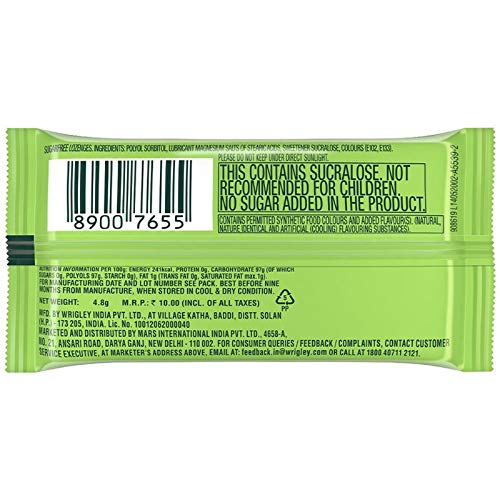 SUGARFREE LOZENGES. INGREDIENTS: POLYOL SORBITOL, LUBRICANT MAGNESIUM SALTS OF STEARIC ACIDS, SWEETENER SUCRALOSE, COLOURS (E102, E133).
PLEASE DO NOT KEEP UNDER DIRECT SUNLIGHT.
THIS CONTAINS SUCRALOSE. NOT
RECOMMENDED FOR CHILDREN.
NO SUGAR ADDED IN THE PRODUCT.
CONTAINS PERMITTED SYNTHETIC FOOD COLOURS AND ADDED FLAVOUR(S). (NATURAL,
NATURE IDENTICAL AND ARTIFICIAL (COOLING) FLAVOURING SUBSTANCES).
8900 7655
908619 L14052002-A5539-2
NUTRITION INFORMATION PER 100g: ENERGY 241kcal, PROTEIN 0g, CARBOHYDRATE 97g (OF WHICH
SUGARS 0g, POLYOLS 97g, STARCH 0g), FAT 1g (TRANS FAT 0g, SATURATED FAT max.1g)
FOR MANUFACTURING DATE AND LOT NUMBER SEE PACK. BEST BEFORE NINE
MONTHS FROM MANUFACTURE, WHEN STORED IN COOL & DRY CONDITION.
NET WEIGHT: 4.8g M.R.P.: ₹ 10.00 (INCL. OF ALL TAXES)
5
PP
MFD. BY WRIGLEY INDIA PVT. LTD., AT VILLAGE KATHA, BADDI, DISTT. SOLAN
(H.P.) - 173 205, INDIA. Lic. No. 10012062000040
MARKETED AND DISTRIBUTED BY MARS INTERNATIONAL INDIA PVT. LTD., 4658-A,
NO. 21, ANSARI ROAD, DARYA GANJ, NEW DELHI - 110 002. FOR CONSUMER QUERIES / FEEDBACK / COMPLAINTS, CONTACT CUSTOMER
SERVICE EXECUTIVE, AT MARKETER'S ADDRESS ABOVE, EMAIL AT: feedback.in@wrigley.com OR CALL AT 1800 40711 2121.